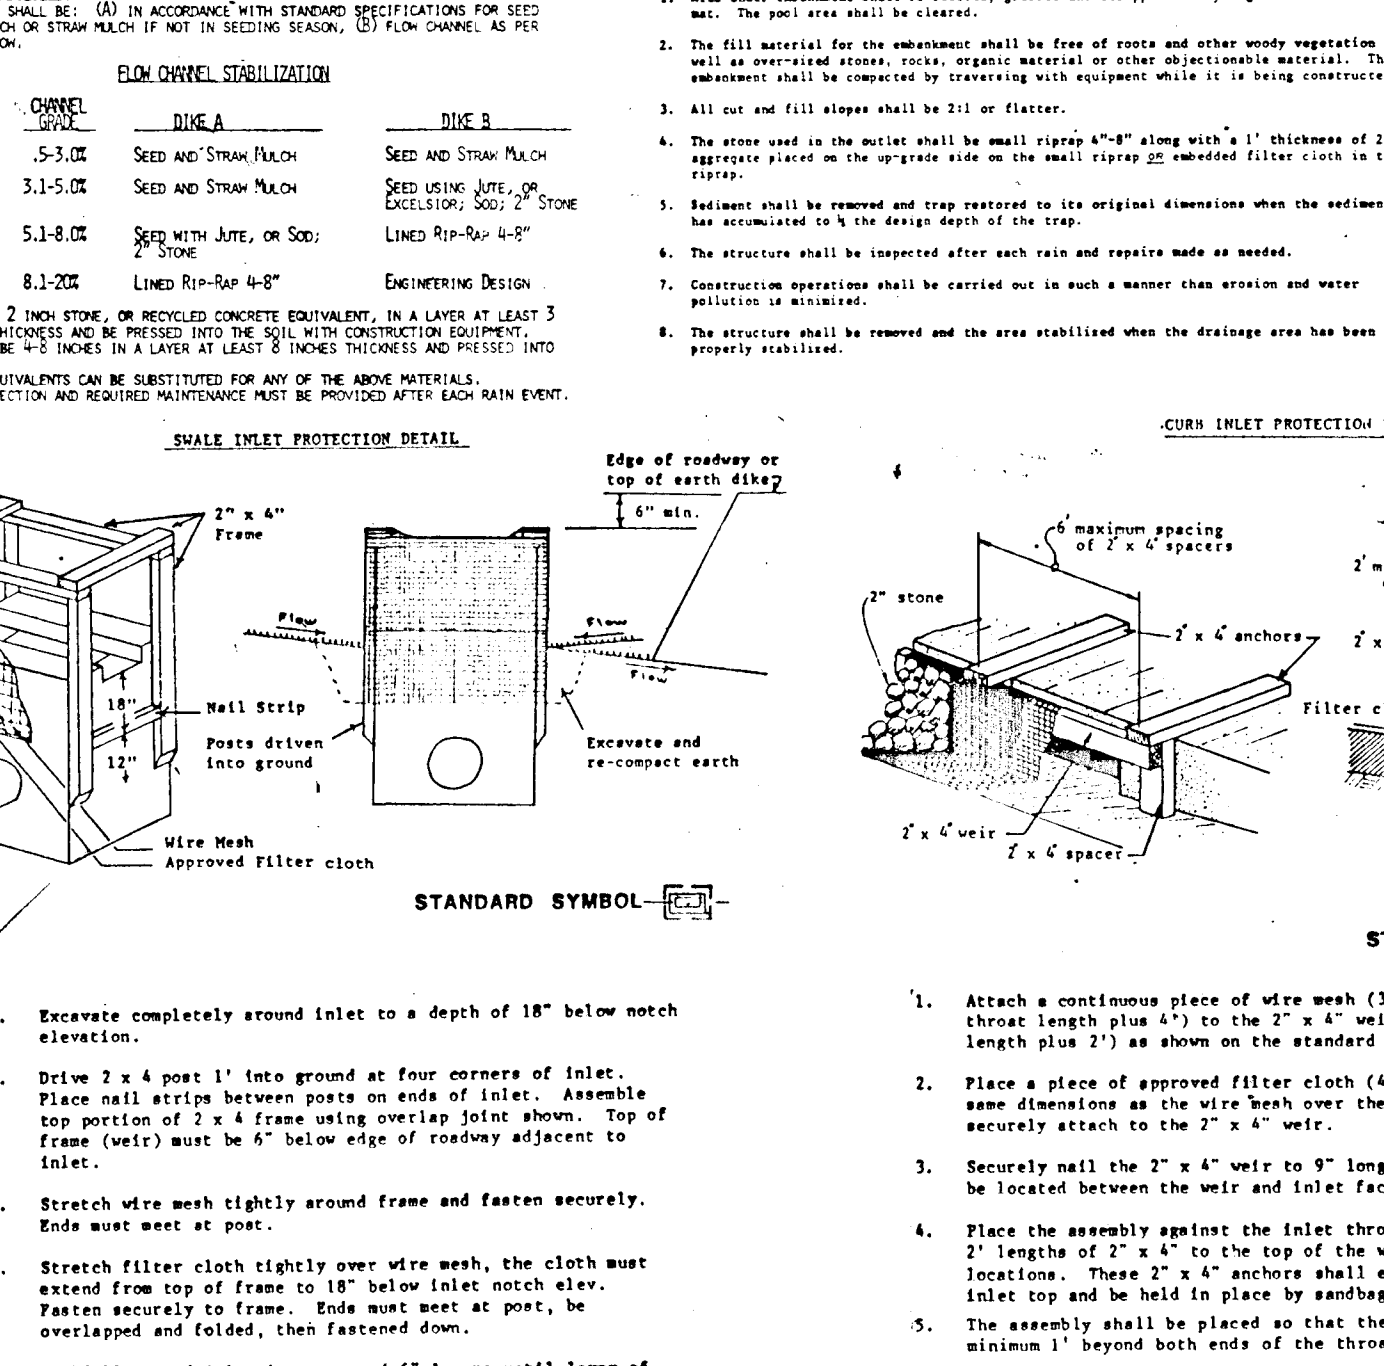 SHALL BE: (A) IN ACCORDANCE WITH STANDARD SPECIFICATIONS FOR SEED
CH OR STRAW MULCH IF NOT IN SEEDING SEASON, (B) FLOW CHANNEL AS PER
OW.
FLOW CHANNEL STABILIZATION
CHANNEL
GRADE DIKE A DIKE B
.5-3.0% SEED AND STRAW MULCH SEED AND STRAW MULCH
3.1-5.0% SEED AND STRAW MULCH SEED USING JUTE, OR
EXCELSIOR; SOD; 2" STONE
5.1-8.0% SEED WITH JUTE, OR SOD; LINED RIP-RAP 4-8"
2" STONE
8.1-20% LINED RIP-RAP 4-8" ENGINEERING DESIGN
2 INCH STONE, OR RECYCLED CONCRETE EQUIVALENT, IN A LAYER AT LEAST 3
HICKNESS AND BE PRESSED INTO THE SOIL WITH CONSTRUCTION EQUIPMENT.
BE 4-8 INCHES IN A LAYER AT LEAST 8 INCHES THICKNESS AND PRESSED INTO
UIVALENTS CAN BE SUBSTITUTED FOR ANY OF THE ABOVE MATERIALS.
ECTION AND REQUIRED MAINTENANCE MUST BE PROVIDED AFTER EACH RAIN EVENT.
mat. The pool area shall be cleared.
2. The fill material for the embankment shall be free of roots and other woody vegetation
well as over-sized stones, rocks, organic material or other objectionable material. Th
embankment shall be compacted by traversing with equipment while it is being constructe
3. All cut and fill slopes shall be 2:1 or flatter.
4. The stone used in the outlet shall be small riprap 4"-8" along with a 1' thickness of 2
aggregate placed on the up-grade side on the small riprap OR embedded filter cloth in t
riprap.
5. Sediment shall be removed and trap restored to its original dimensions when the sedimen
has accumulated to ½ the design depth of the trap.
6. The structure shall be inspected after each rain and repairs made as needed.
7. Construction operations shall be carried out in such a manner than erosion and water
pollution is minimized.
8. The structure shall be removed and the area stabilized when the drainage area has been
properly stabilized.
SWALE INLET PROTECTION DETAIL
2" x 4"
Frame
18"
12"
Nail Strip
Posts driven
into ground
Wire Mesh
Approved Filter cloth
Edge of roadway or
top of earth dike
6" min.
Flow
Flow
Flow
Excavate and
re-compact earth
STANDARD SYMBOL
CURB INLET PROTECTION
6' maximum spacing
of 2" x 4" spacers
2" stone
2" x 4" anchors
2" x 4" weir
2" x 4" spacer
2' m
2" x
Filter c
ST
. Excavate completely around inlet to a depth of 18" below notch
elevation.
. Drive 2 x 4 post 1' into ground at four corners of inlet.
Place nail strips between posts on ends of inlet. Assemble
top portion of 2 x 4 frame using overlap joint shown. Top of
frame (weir) must be 6" below edge of roadway adjacent to
inlet.
. Stretch wire mesh tightly around frame and fasten securely.
Ends must meet at post.
. Stretch filter cloth tightly over wire mesh, the cloth must
extend from top of frame to 18" below inlet notch elev.
Fasten securely to frame. Ends must meet at post, be
overlapped and folded, then fastened down.
1. Attach a continuous piece of wire mesh (3
throat length plus 4') to the 2" x 4" wei
length plus 2') as shown on the standard
2. Place a piece of approved filter cloth (4
same dimensions as the wire mesh over the
securely attach to the 2" x 4" weir.
3. Securely nail the 2" x 4" weir to 9" long
be located between the weir and inlet fac
4. Place the assembly against the inlet thro
2' lengths of 2" x 4" to the top of the w
locations. These 2" x 4" anchors shall e
inlet top and be held in place by sandbag
5. The assembly shall be placed so that the
minimum 1' beyond both ends of the throa